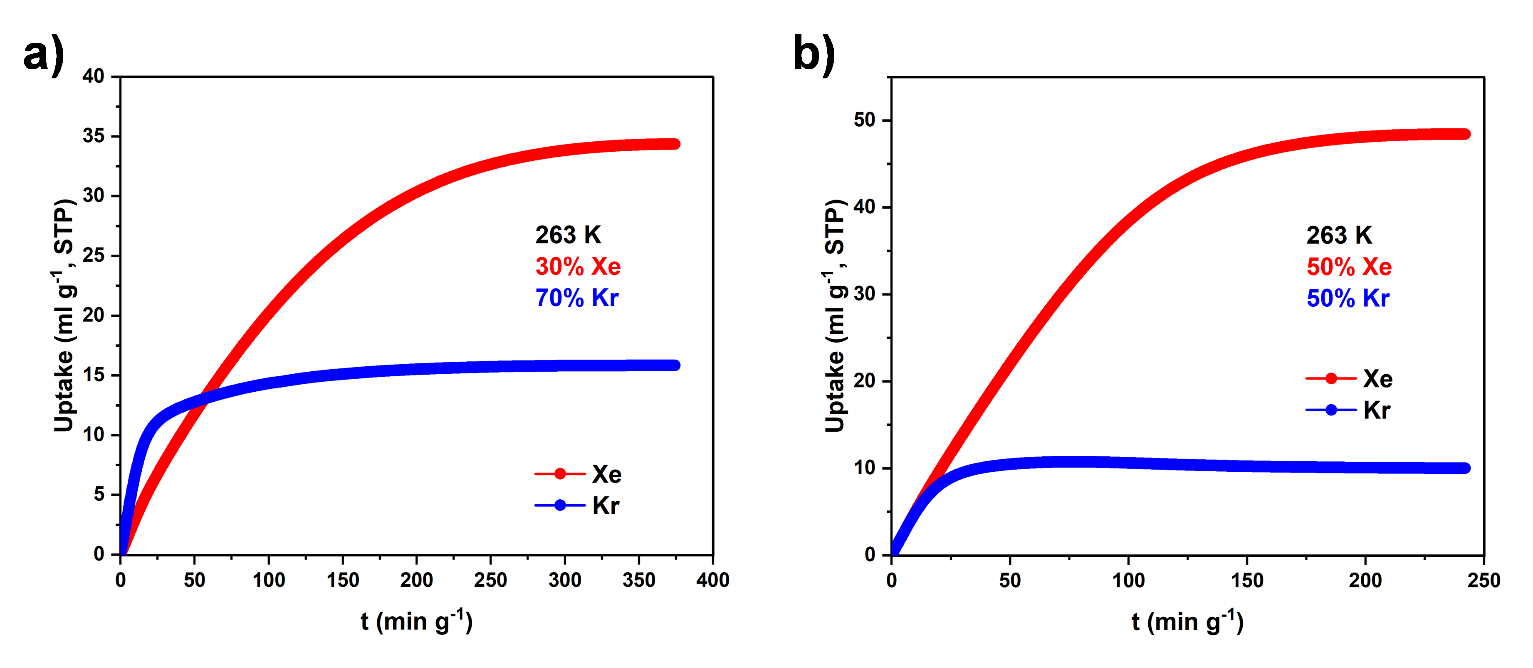 a)
40
35
30
25
20
15
10
5
0
Uptake (ml g⁻¹, STP)
263 K
30% Xe
70% Kr
Xe
Kr
0 50 100 150 200 250 300 350 400
t (min g⁻¹)
b)
50
40
30
20
10
0
Uptake (ml g⁻¹, STP)
263 K
50% Xe
50% Kr
Xe
Kr
0 50 100 150 200 250
t (min g⁻¹)